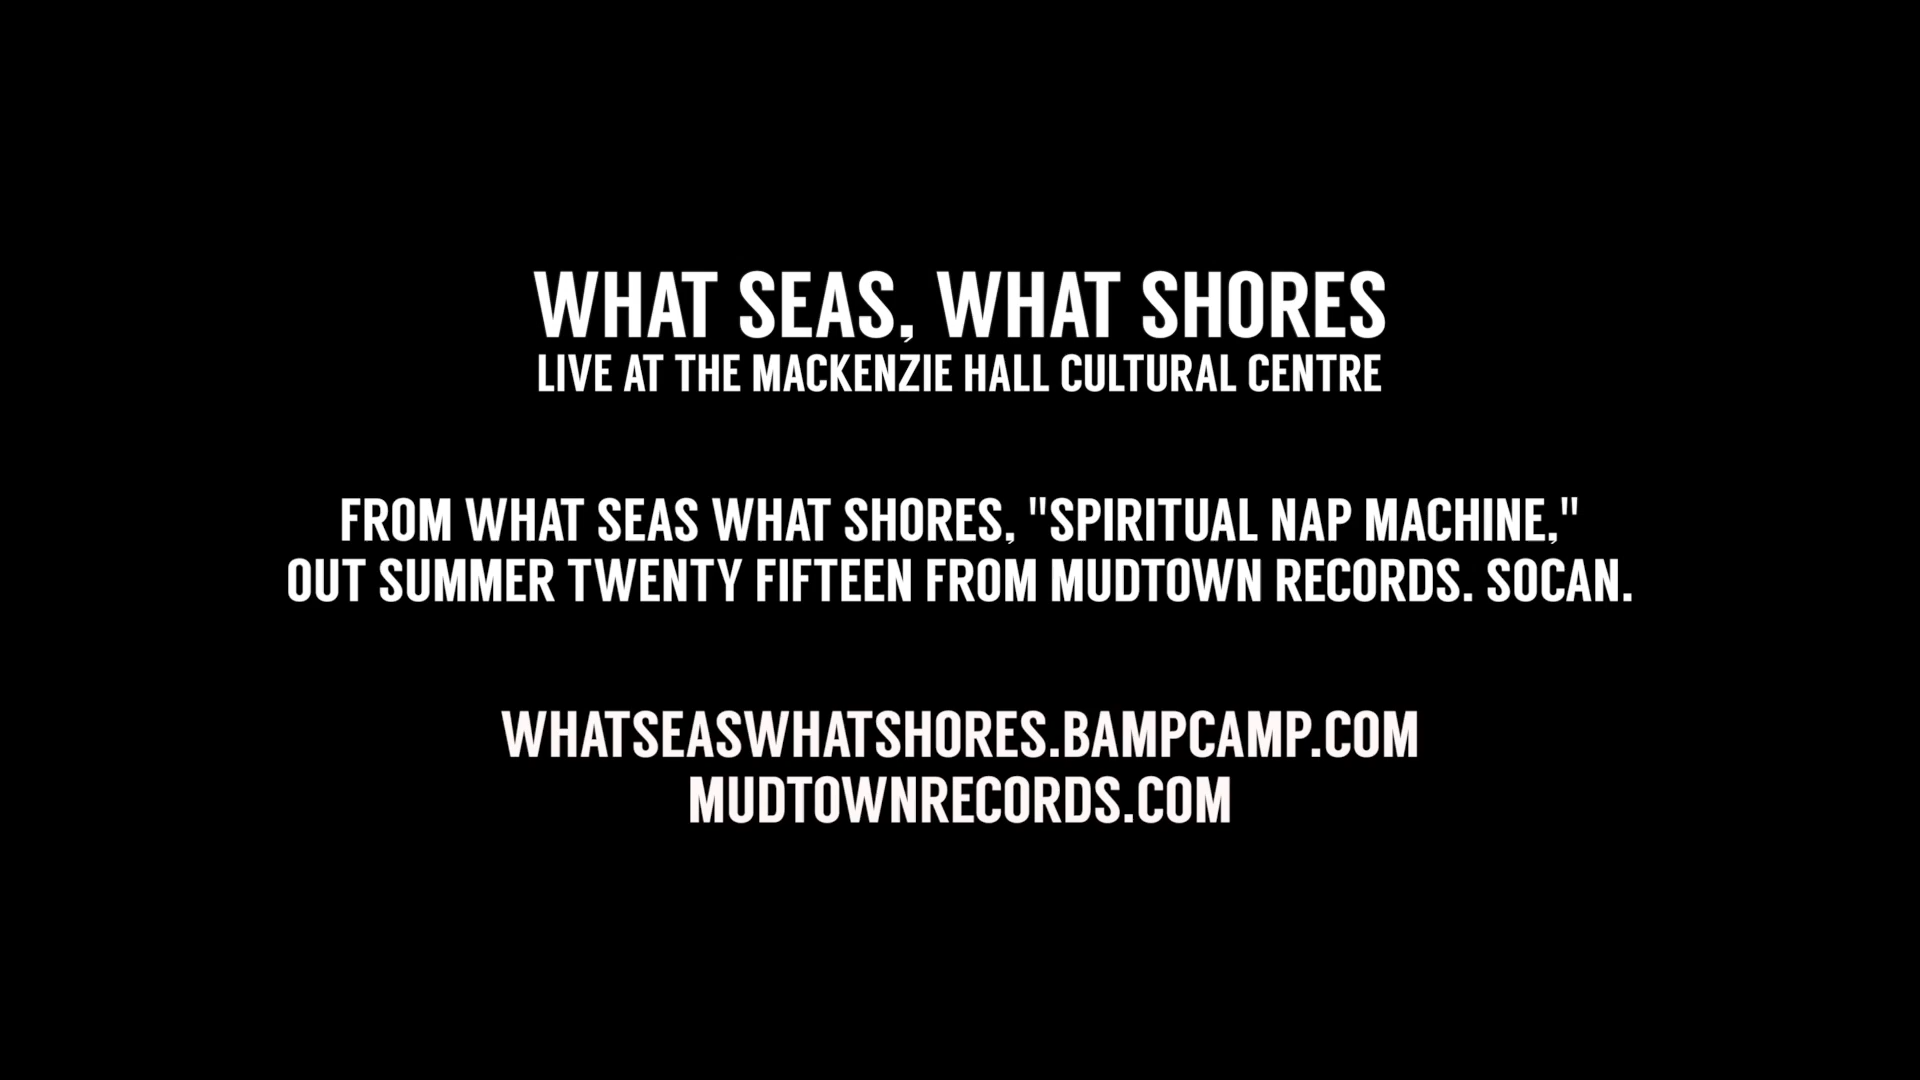 WHAT SEAS, WHAT SHORES
LIVE AT THE MACKENZIE HALL CULTURAL CENTRE
FROM WHAT SEAS WHAT SHORES, "SPIRITUAL NAP MACHINE,"
OUT SUMMER TWENTY FIFTEEN FROM MUDTOWN RECORDS. SOCAN.
WHATSEASWHATSHORES.BAMPCAMP.COM
MUDTOWNRECORDS.COM